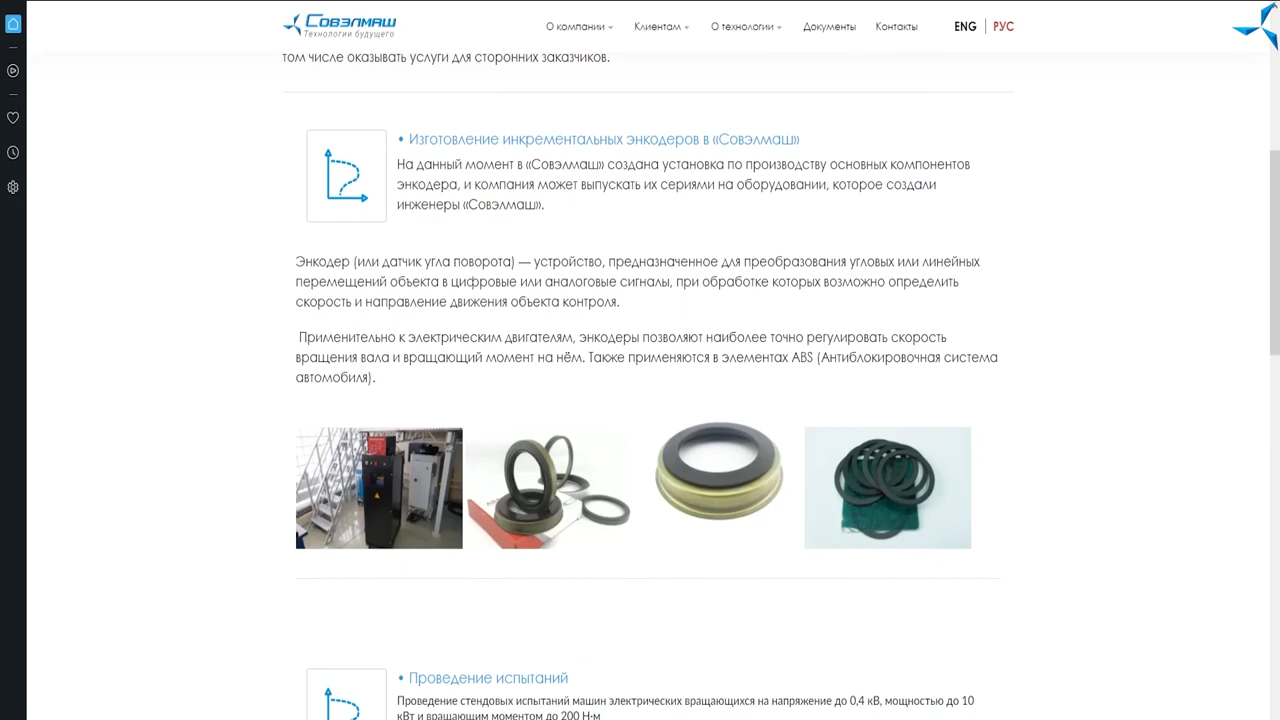 Совэлмаш
Технологии будущего
О компании
Клиентам
О технологии
Документы
Контакты
ENG
РУС
том числе оказывать услуги для сторонних заказчиков.
• Изготовление инкрементальных энкодеров в «Совэлмаш»
На данный момент в «Совэлмаш» создана установка по производству основных компонентов
энкодера, и компания может выпускать их сериями на оборудовании, которое создали
инженеры «Совэлмаш».
Энкодер (или датчик угла поворота) — устройство, предназначенное для преобразования угловых или линейных
перемещений объекта в цифровые или аналоговые сигналы, при обработке которых возможно определить
скорость и направление движения объекта контроля.
Применительно к электрическим двигателям, энкодеры позволяют наиболее точно регулировать скорость
вращения вала и вращающий момент на нём. Также применяются в элементах ABS (Антиблокировочная система
автомобиля).
• Проведение испытаний
Проведение стендовых испытаний машин электрических вращающихся на напряжение до 0,4 кВ, мощностью до 10
кВт и вращающим моментом до 200 Н·м